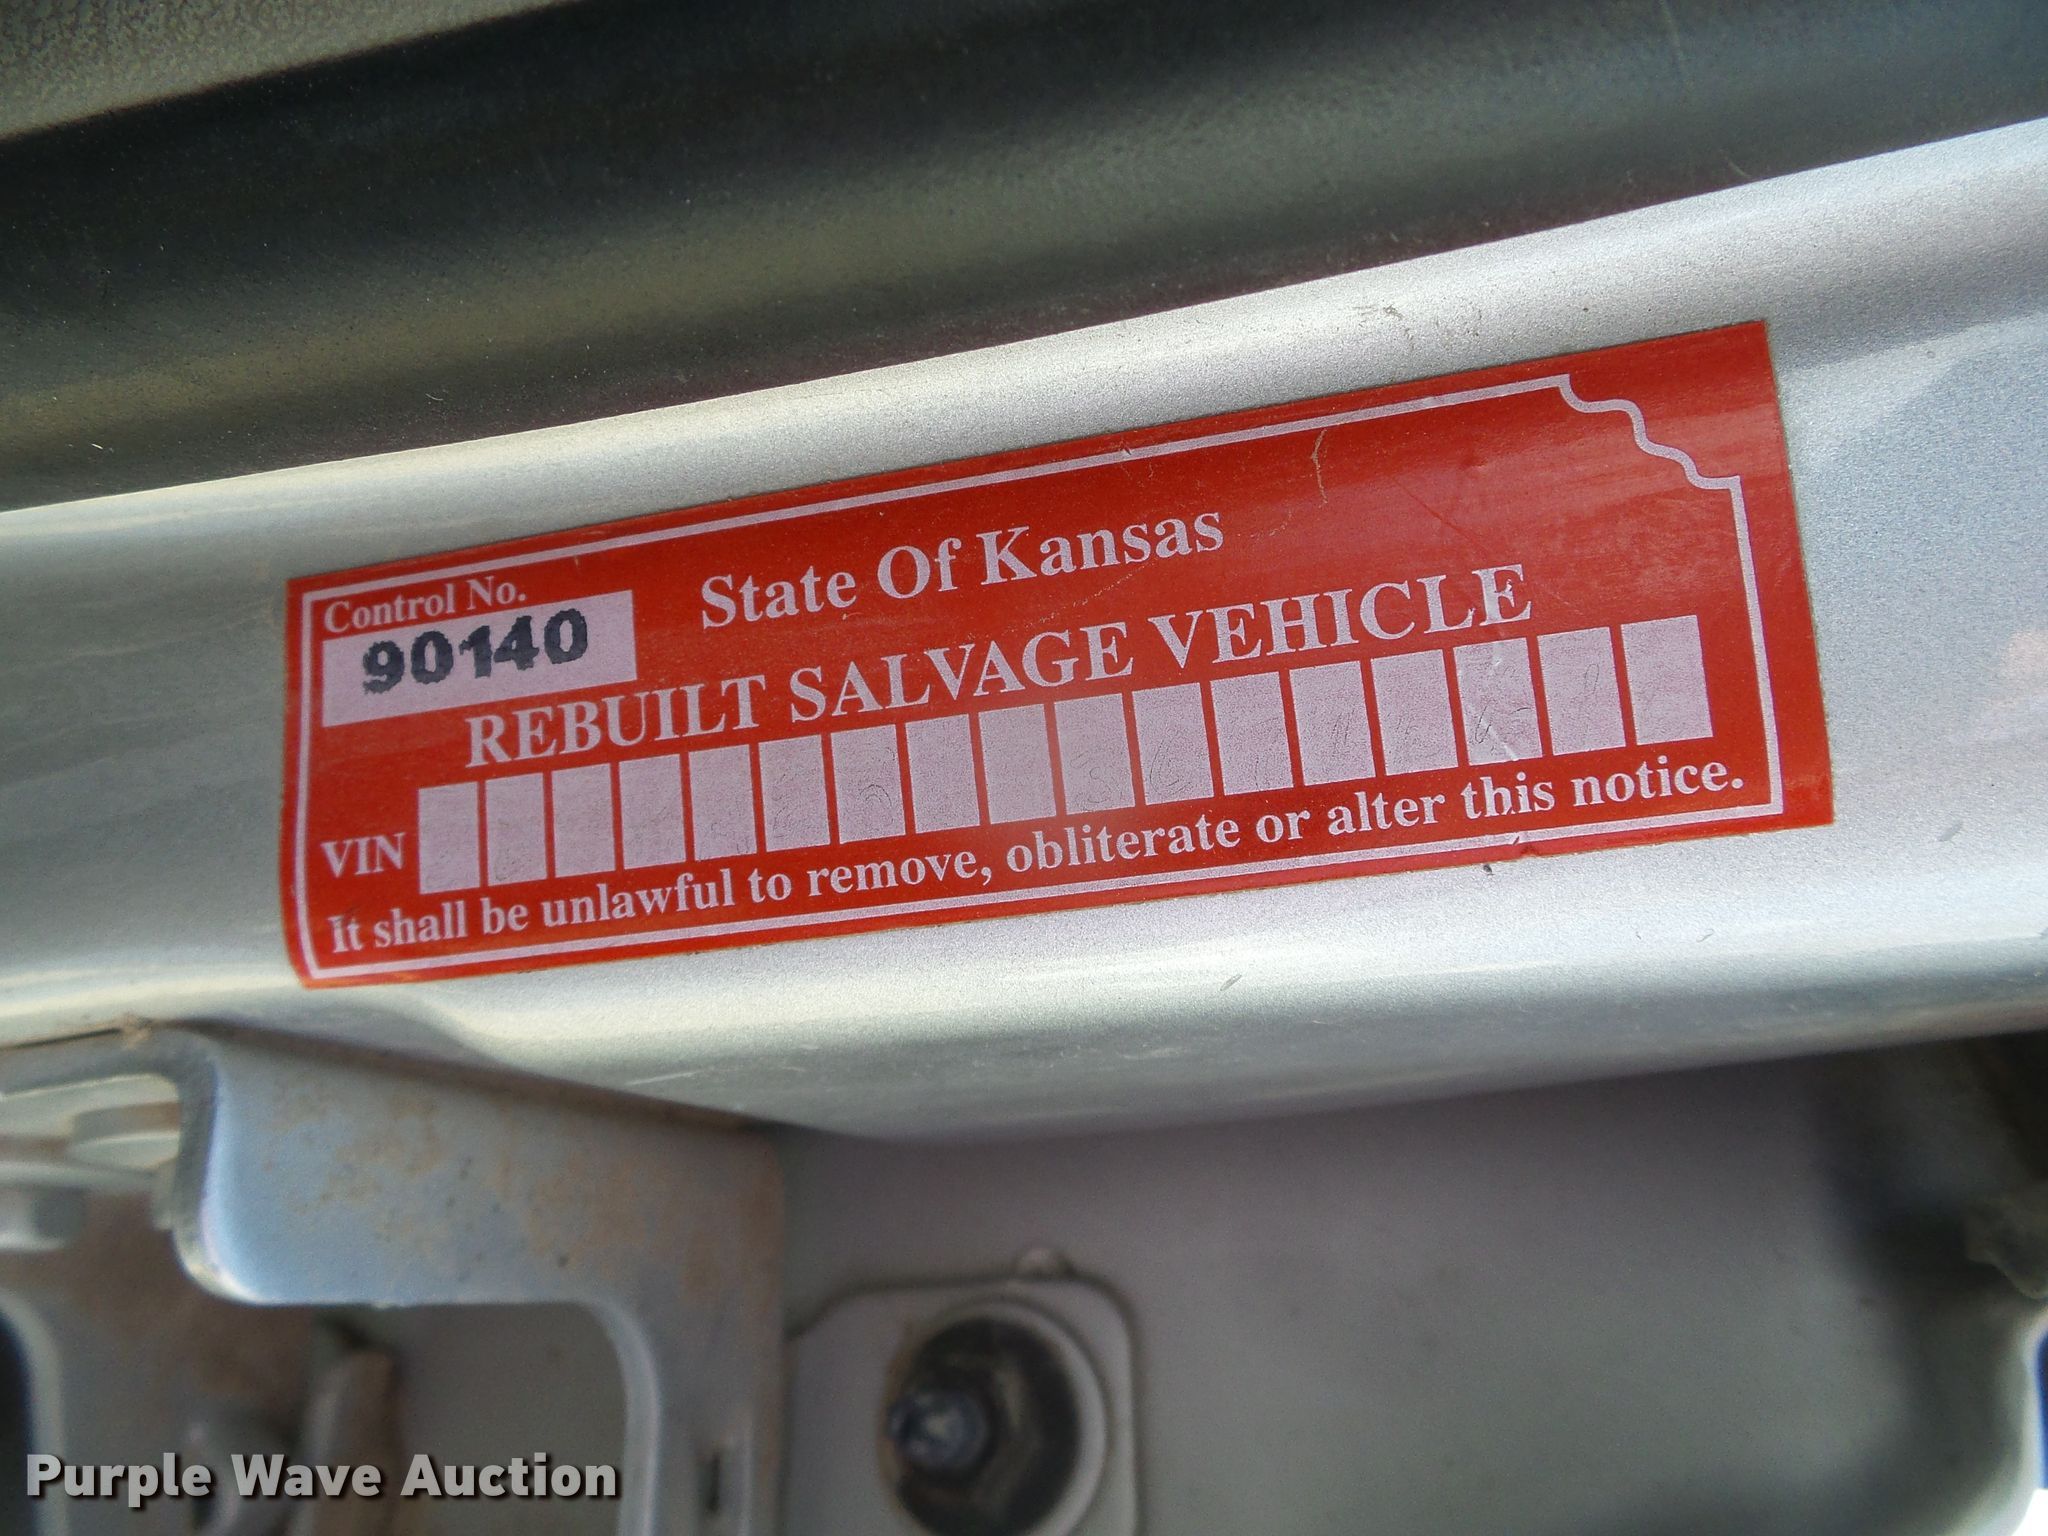 Control No.
90140
State Of Kansas
REBUILT SALVAGE VEHICLE
VIN
It shall be unlawful to remove, obliterate or alter this notice.
Purple Wave Auction